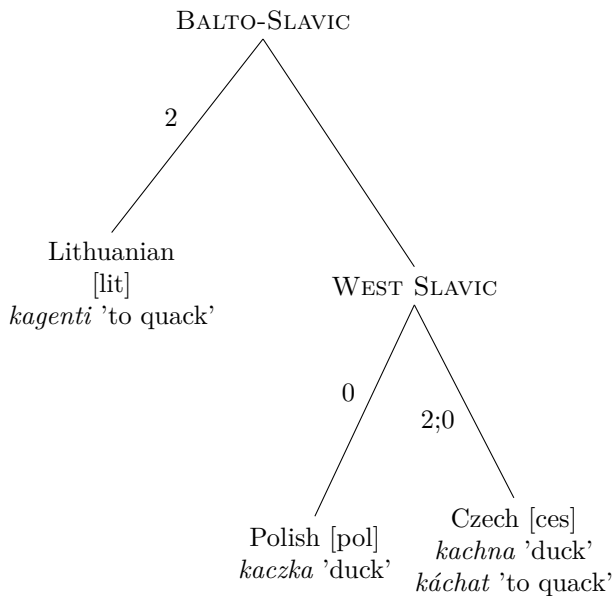 BALTO-SLAVIC
2
Lithuanian
[lit]
kagenti 'to quack'
WEST SLAVIC
0
2;0
Polish [pol]
kaczka 'duck'
Czech [ces]
kachna 'duck'
káchat 'to quack'